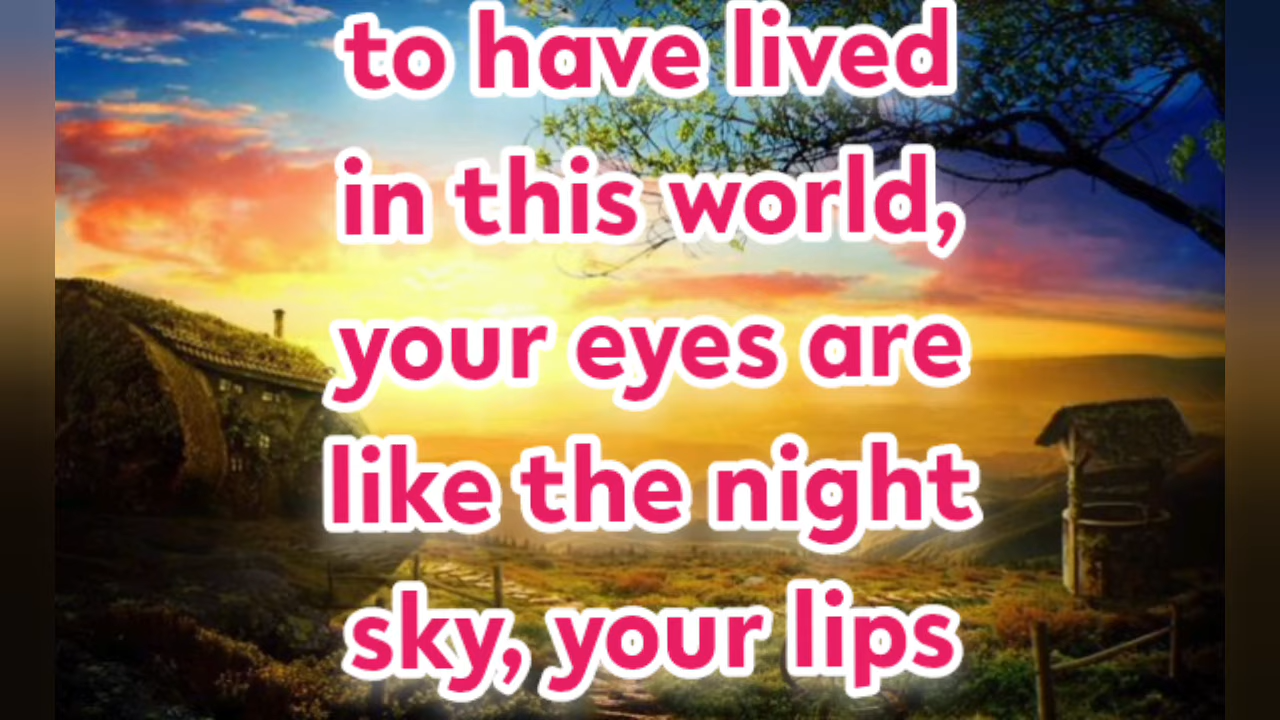 to have lived
in this world,
your eyes are
like the night
sky, your lips